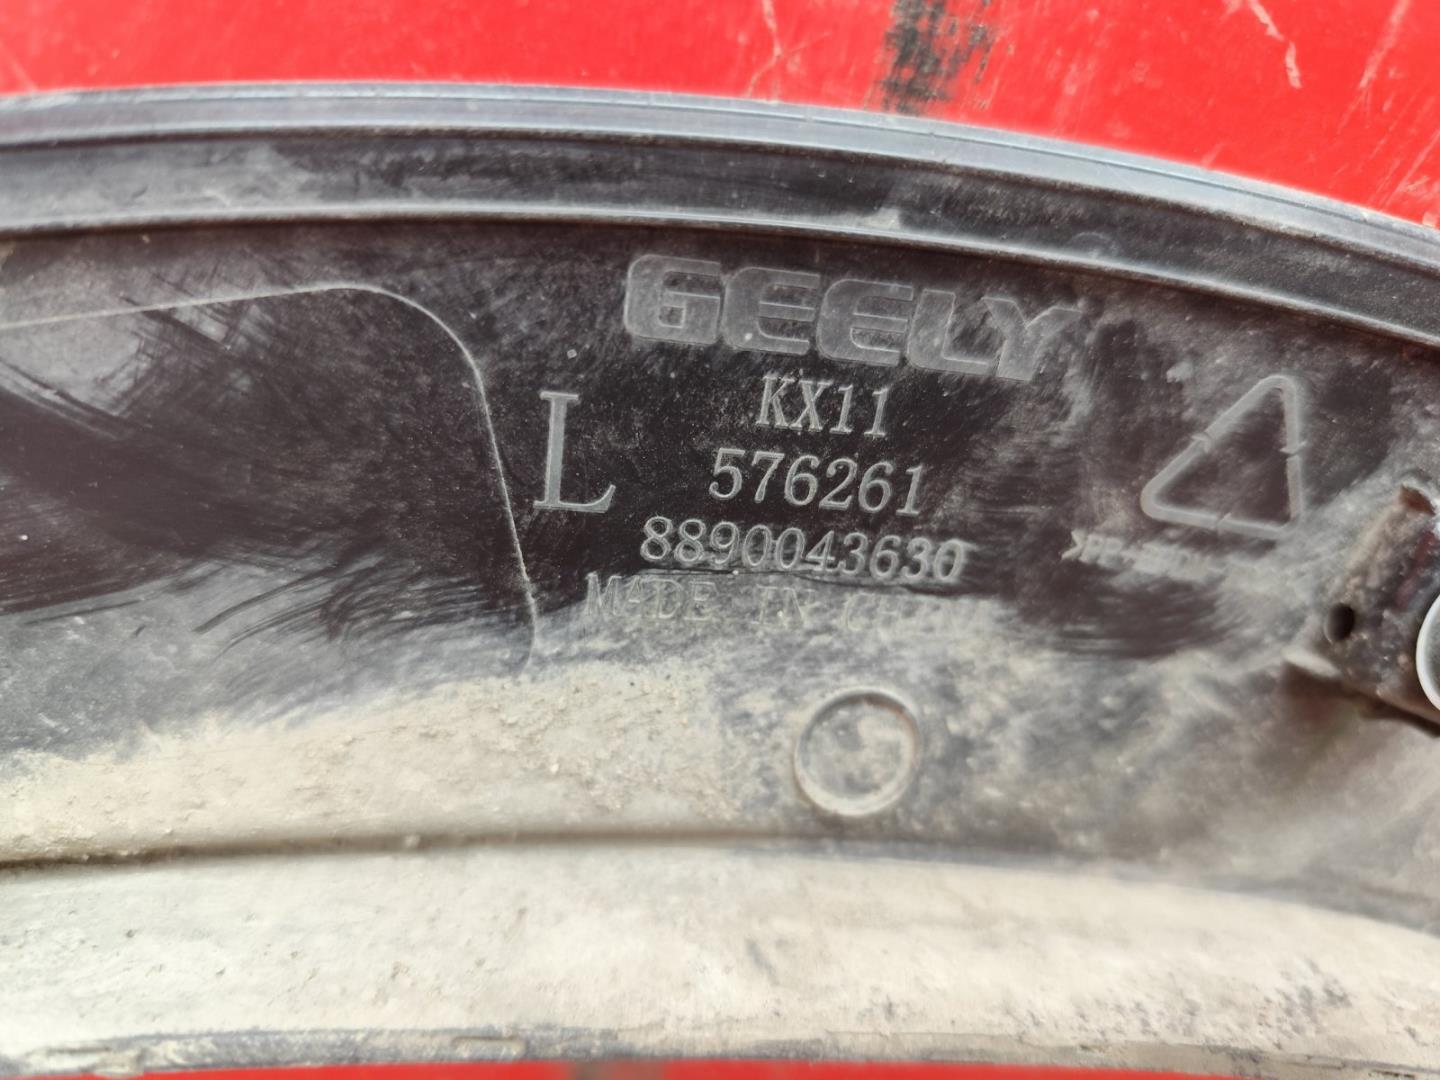 GEELY
L
KX11
576261
8890043630
MADE IN CHINA